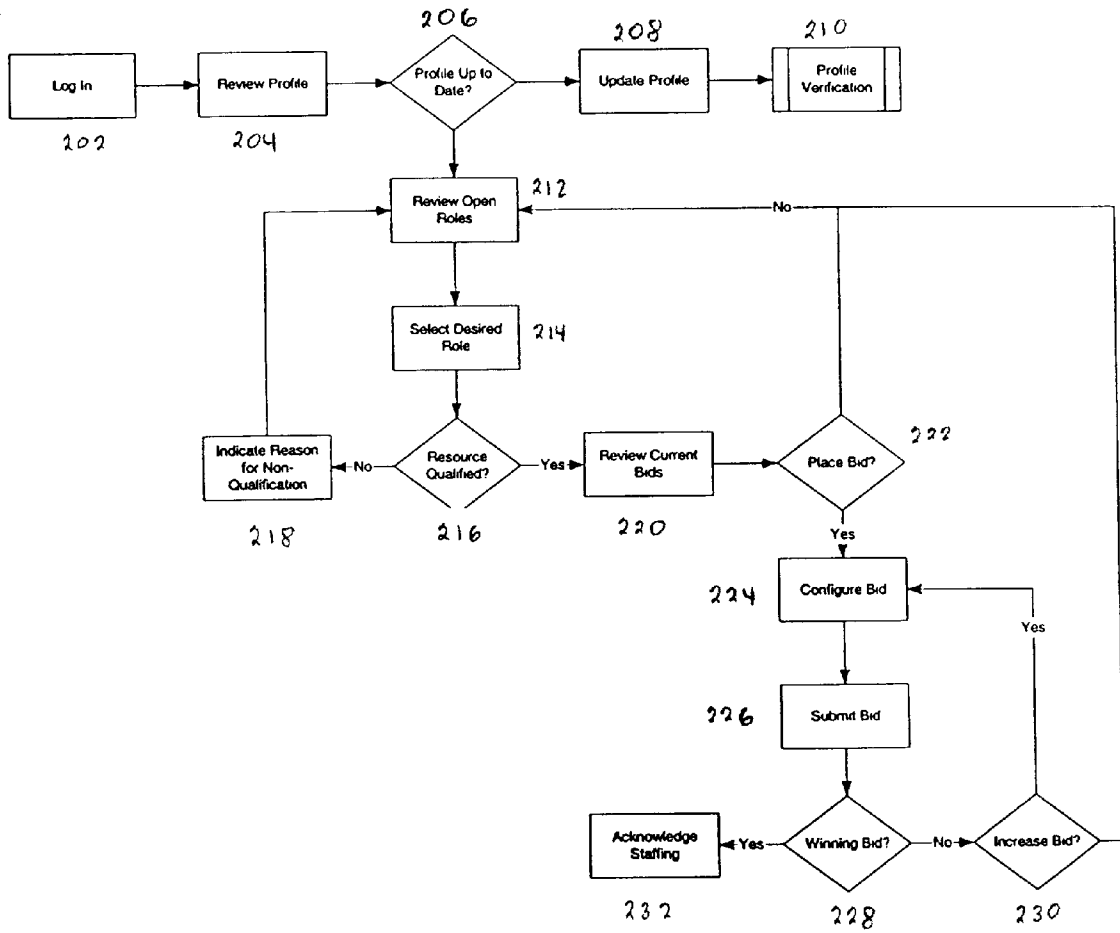 206
208
210
Log In
Review Profile
Profile Up to
Date?
Update Profile
Profile
Verification
202
204
212
Review Open
Roles
No
Select Desired
Role
214
222
Indicate Reason
for Non-
Qualification
No
Resource
Qualified?
Yes
Review Current
Bids
Place Bid?
218
216
220
Yes
224
Configure Bid
Yes
226
Submit Bid
Acknowledge
Staffing
Yes
Winning Bid?
No
Increase Bid?
232
228
230